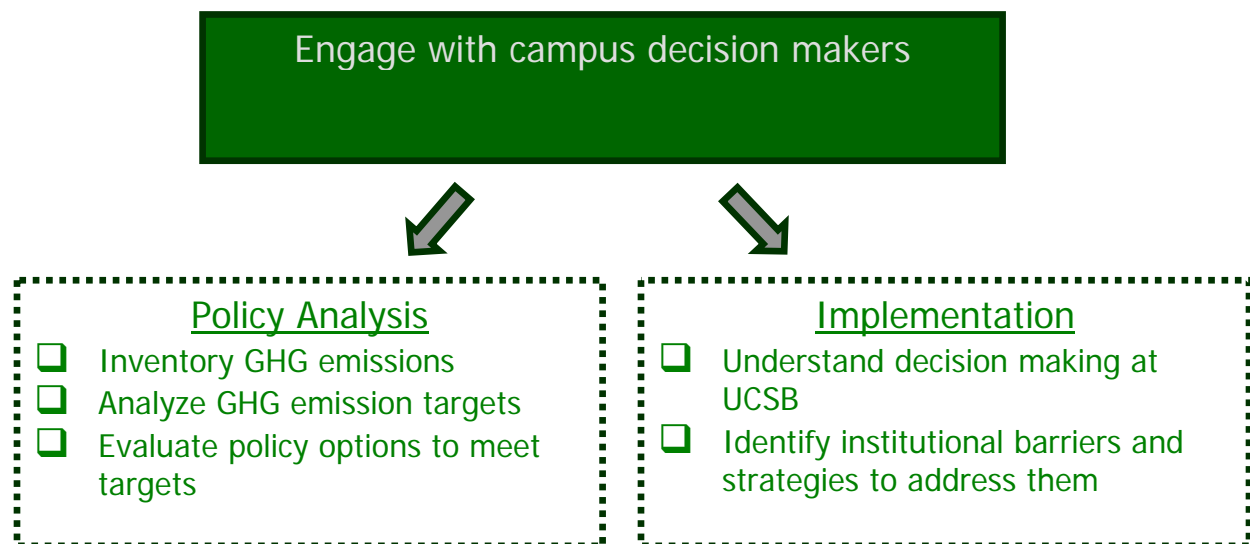 Engage with campus decision makers
Policy Analysis
Inventory GHG emissions
Analyze GHG emission targets
Evaluate policy options to meet
targets
Implementation
Understand decision making at
UCSB
Identify institutional barriers and
strategies to address them